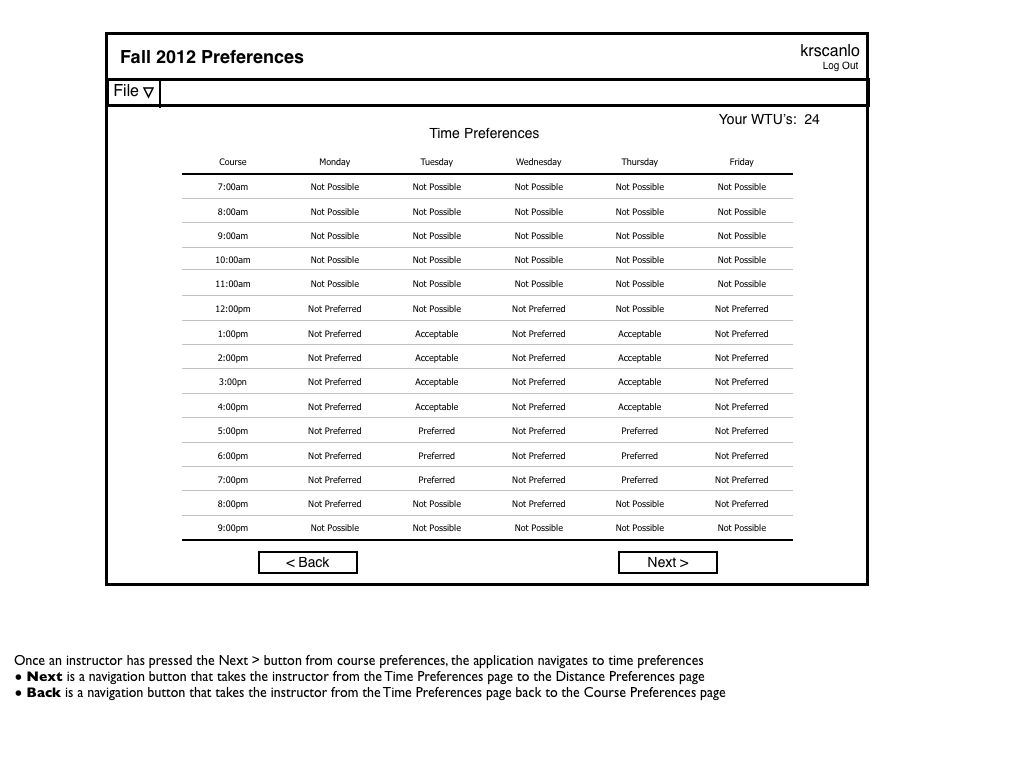 Fall 2012 Preferences krscanlo
Log Out
File ▽
Your WTU's: 24
Time Preferences
Course Monday Tuesday Wednesday Thursday Friday
7:00am Not Possible Not Possible Not Possible Not Possible Not Possible
8:00am Not Possible Not Possible Not Possible Not Possible Not Possible
9:00am Not Possible Not Possible Not Possible Not Possible Not Possible
10:00am Not Possible Not Possible Not Possible Not Possible Not Possible
11:00am Not Possible Not Possible Not Possible Not Possible Not Possible
12:00pm Not Preferred Not Possible Not Preferred Not Possible Not Preferred
1:00pm Not Preferred Acceptable Not Preferred Acceptable Not Preferred
2:00pm Not Preferred Acceptable Not Preferred Acceptable Not Preferred
3:00pn Not Preferred Acceptable Not Preferred Acceptable Not Preferred
4:00pm Not Preferred Acceptable Not Preferred Acceptable Not Preferred
5:00pm Not Preferred Preferred Not Preferred Preferred Not Preferred
6:00pm Not Preferred Preferred Not Preferred Preferred Not Preferred
7:00pm Not Preferred Preferred Not Preferred Preferred Not Preferred
8:00pm Not Preferred Not Possible Not Preferred Not Possible Not Preferred
9:00pm Not Possible Not Possible Not Possible Not Possible Not Possible
< Back Next >
Once an instructor has pressed the Next > button from course preferences, the application navigates to time preferences
• Next is a navigation button that takes the instructor from the Time Preferences page to the Distance Preferences page
• Back is a navigation button that takes the instructor from the Time Preferences page back to the Course Preferences page